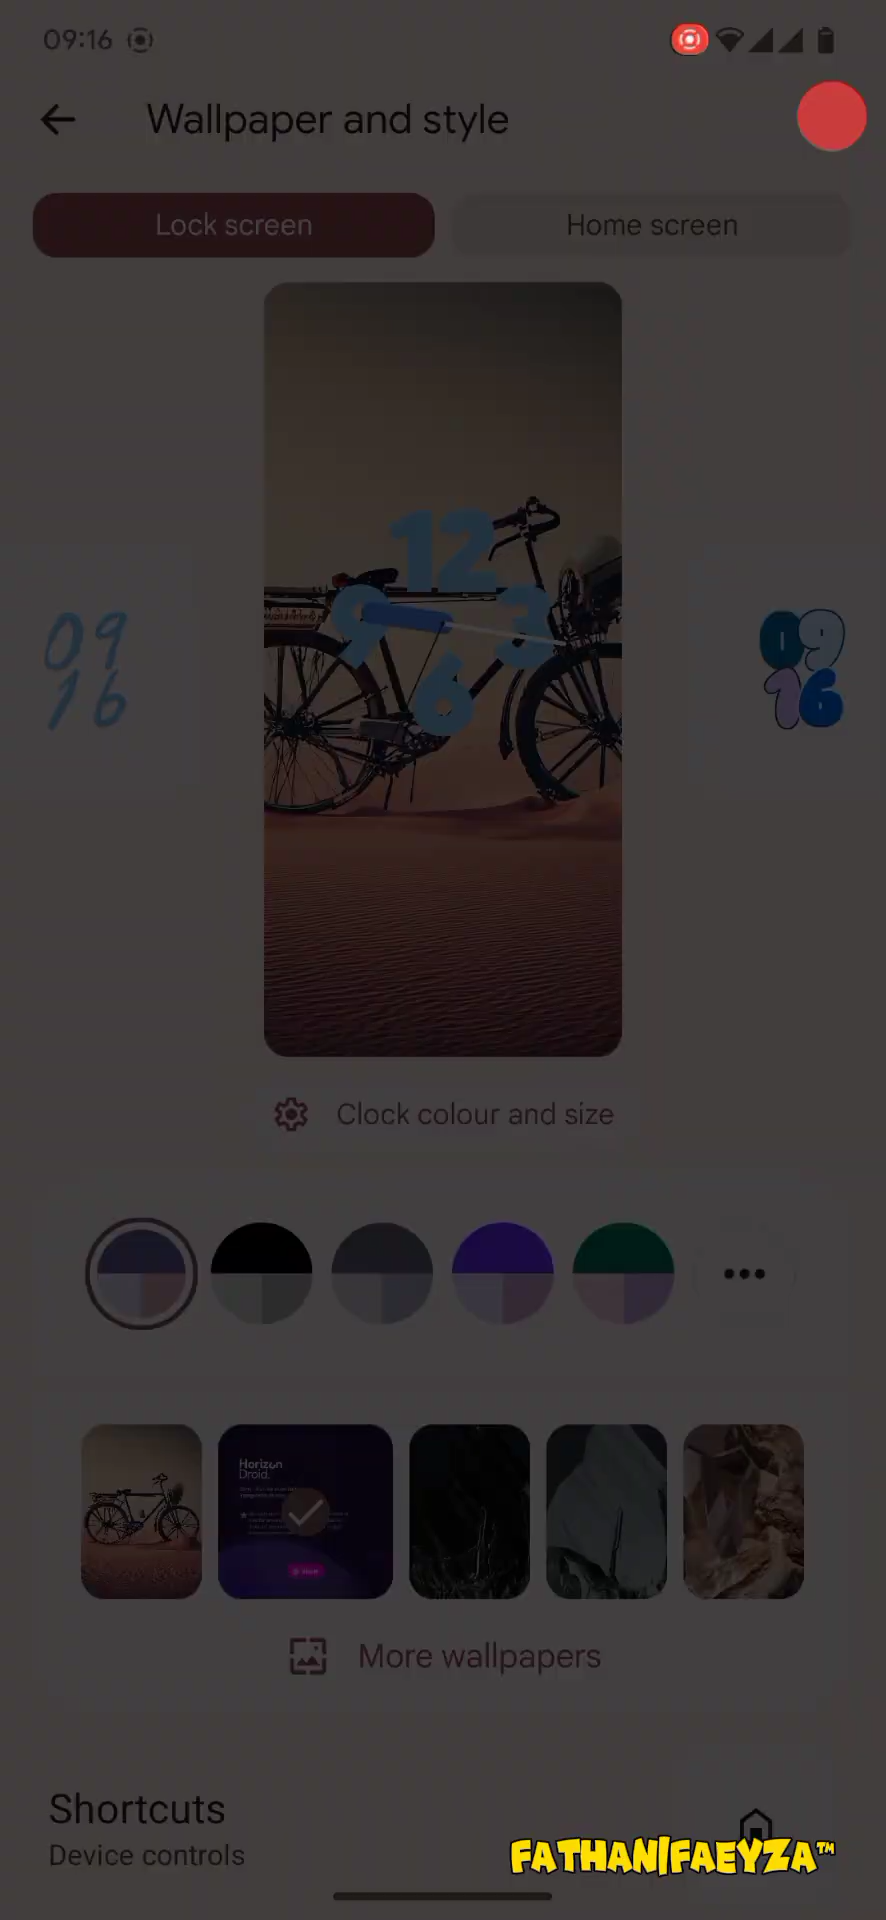 09:16
Wallpaper and style
Lock screen
Home screen
12
9
3
6
09
16
09
16
Clock colour and size
Horizon
Droid.
More wallpapers
Shortcuts
Device controls
FATHANIFAEYZA™